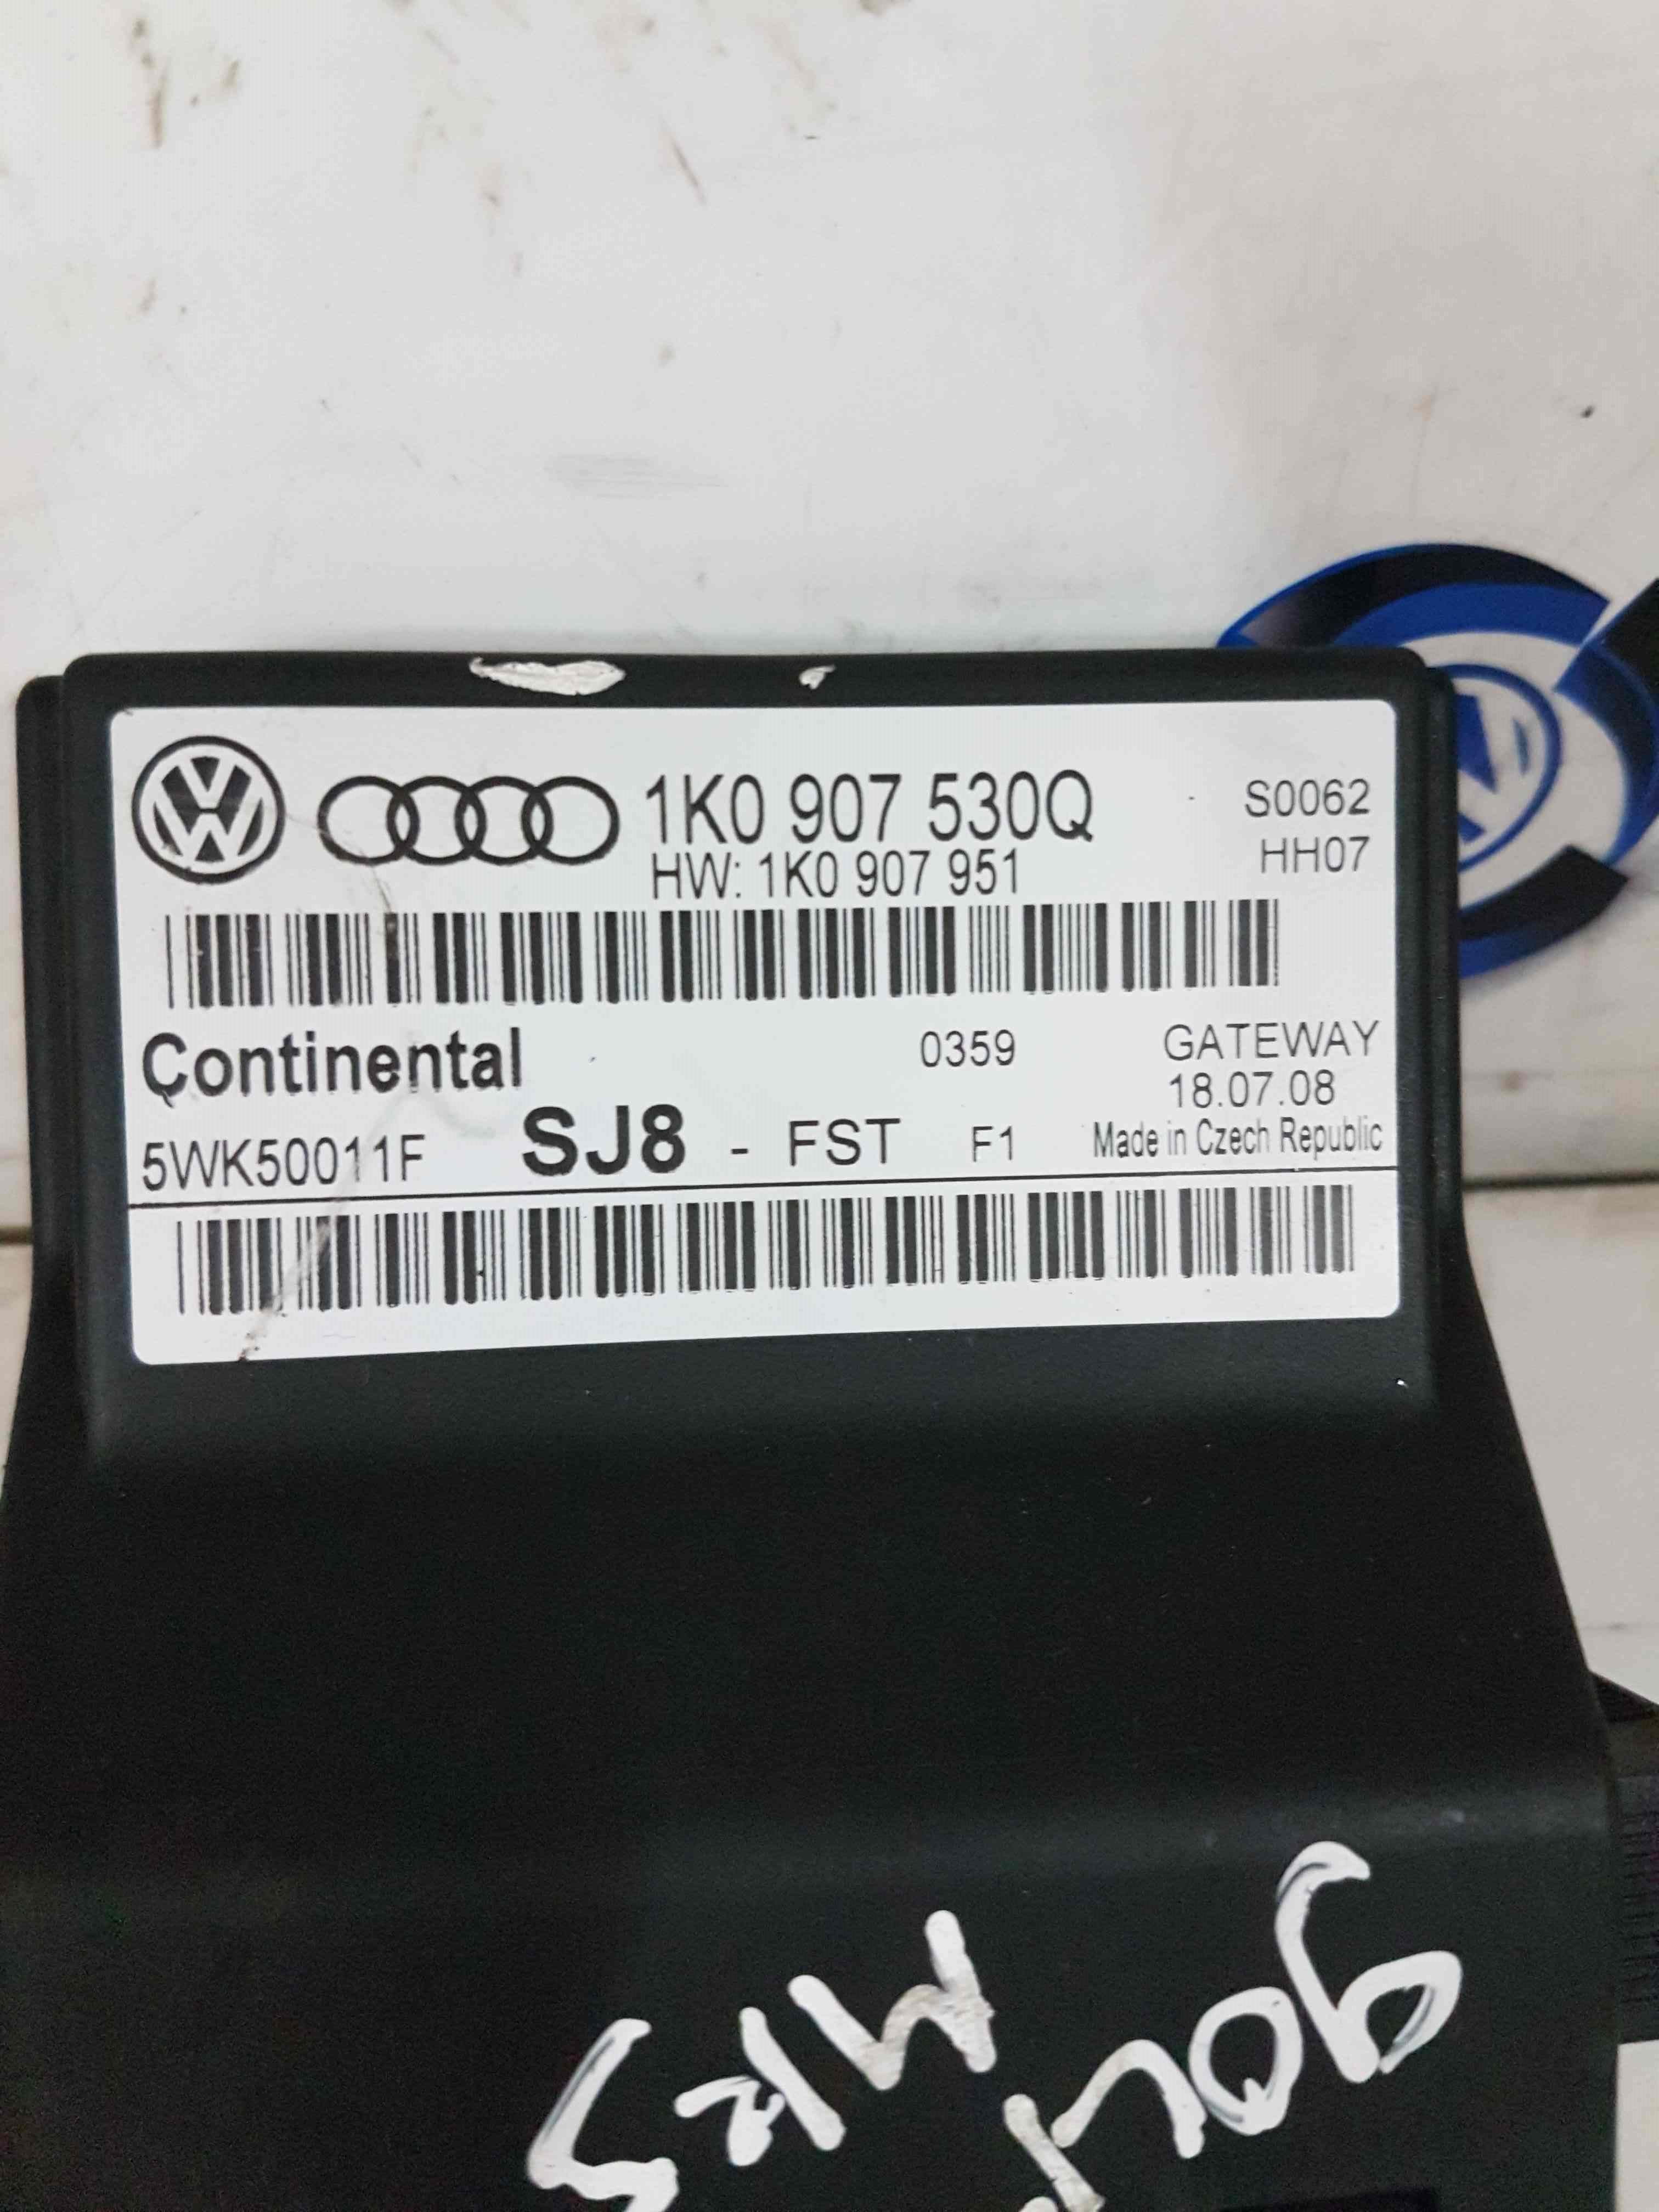 1K0 907 530Q
S0062
HW: 1K0 907 951
HH07
Continental
0359
GATEWAY
18.07.08
5WK50011F
SJ8 - FST F1
Made in Czech Republic